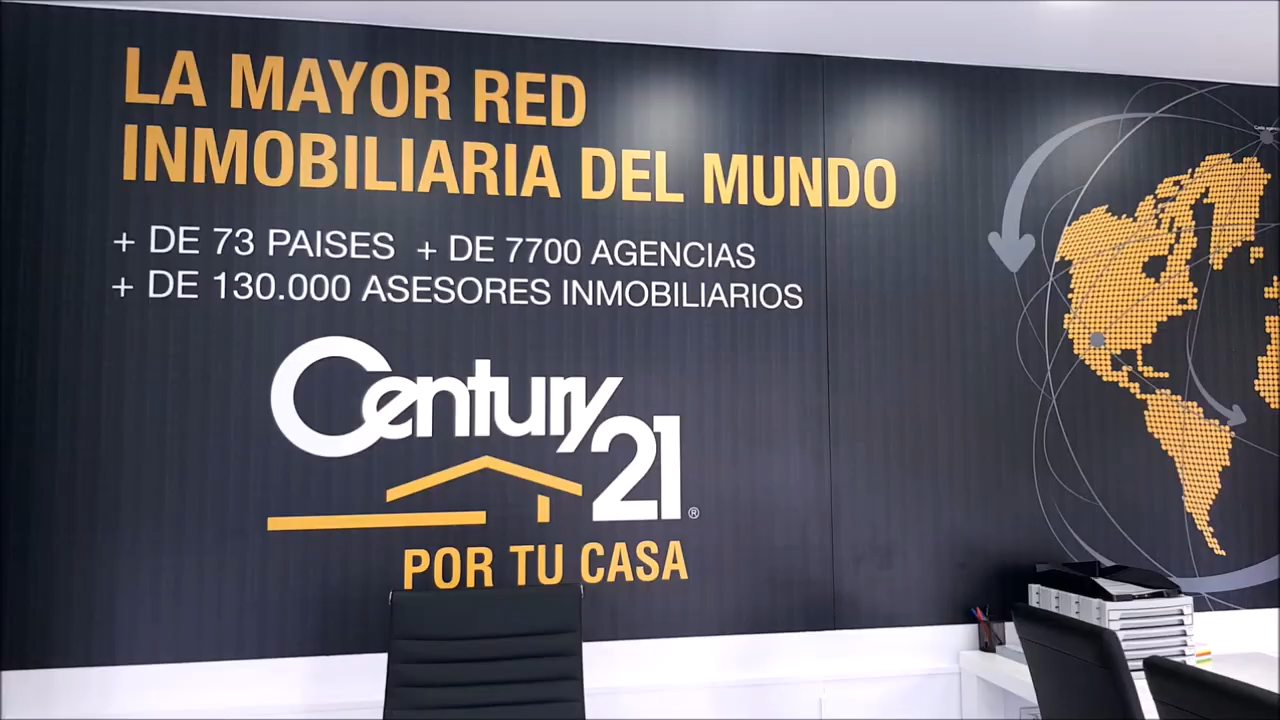 LA MAYOR RED
INMOBILIARIA DEL MUNDO
+ DE 73 PAISES + DE 7700 AGENCIAS
+ DE 130.000 ASESORES INMOBILIARIOS
Century
21®
POR TU CASA